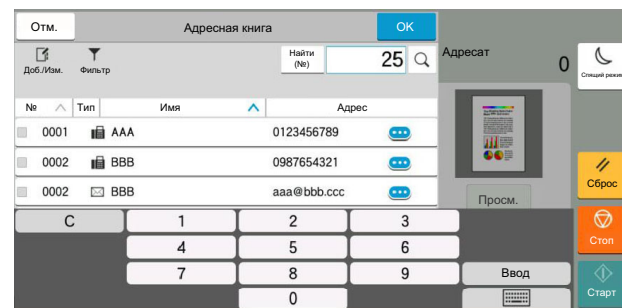 Отм. Адресная книга OK
Доб./Изм. Фильтр Найти (№) 25 Адресат 0 Спящий режим
№ Тип Имя Адрес
0001 AAA 0123456789
0002 BBB 0987654321
0002 BBB aaa@bbb.ccc
Просм. Сброс
C 1 2 3
4 5 6 Стоп
7 8 9 Ввод
0 Старт